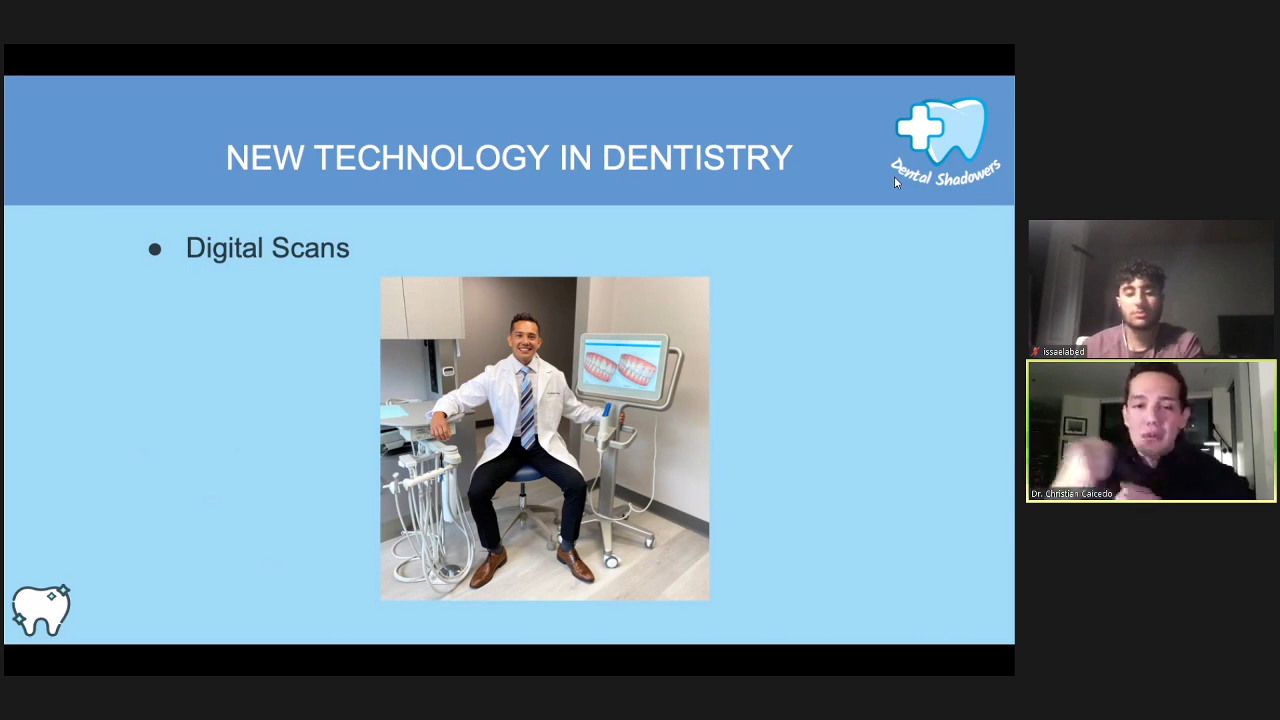 NEW TECHNOLOGY IN DENTISTRY
Dental Shadowers
● Digital Scans
issaelabed
Dr. Christian Caicedo